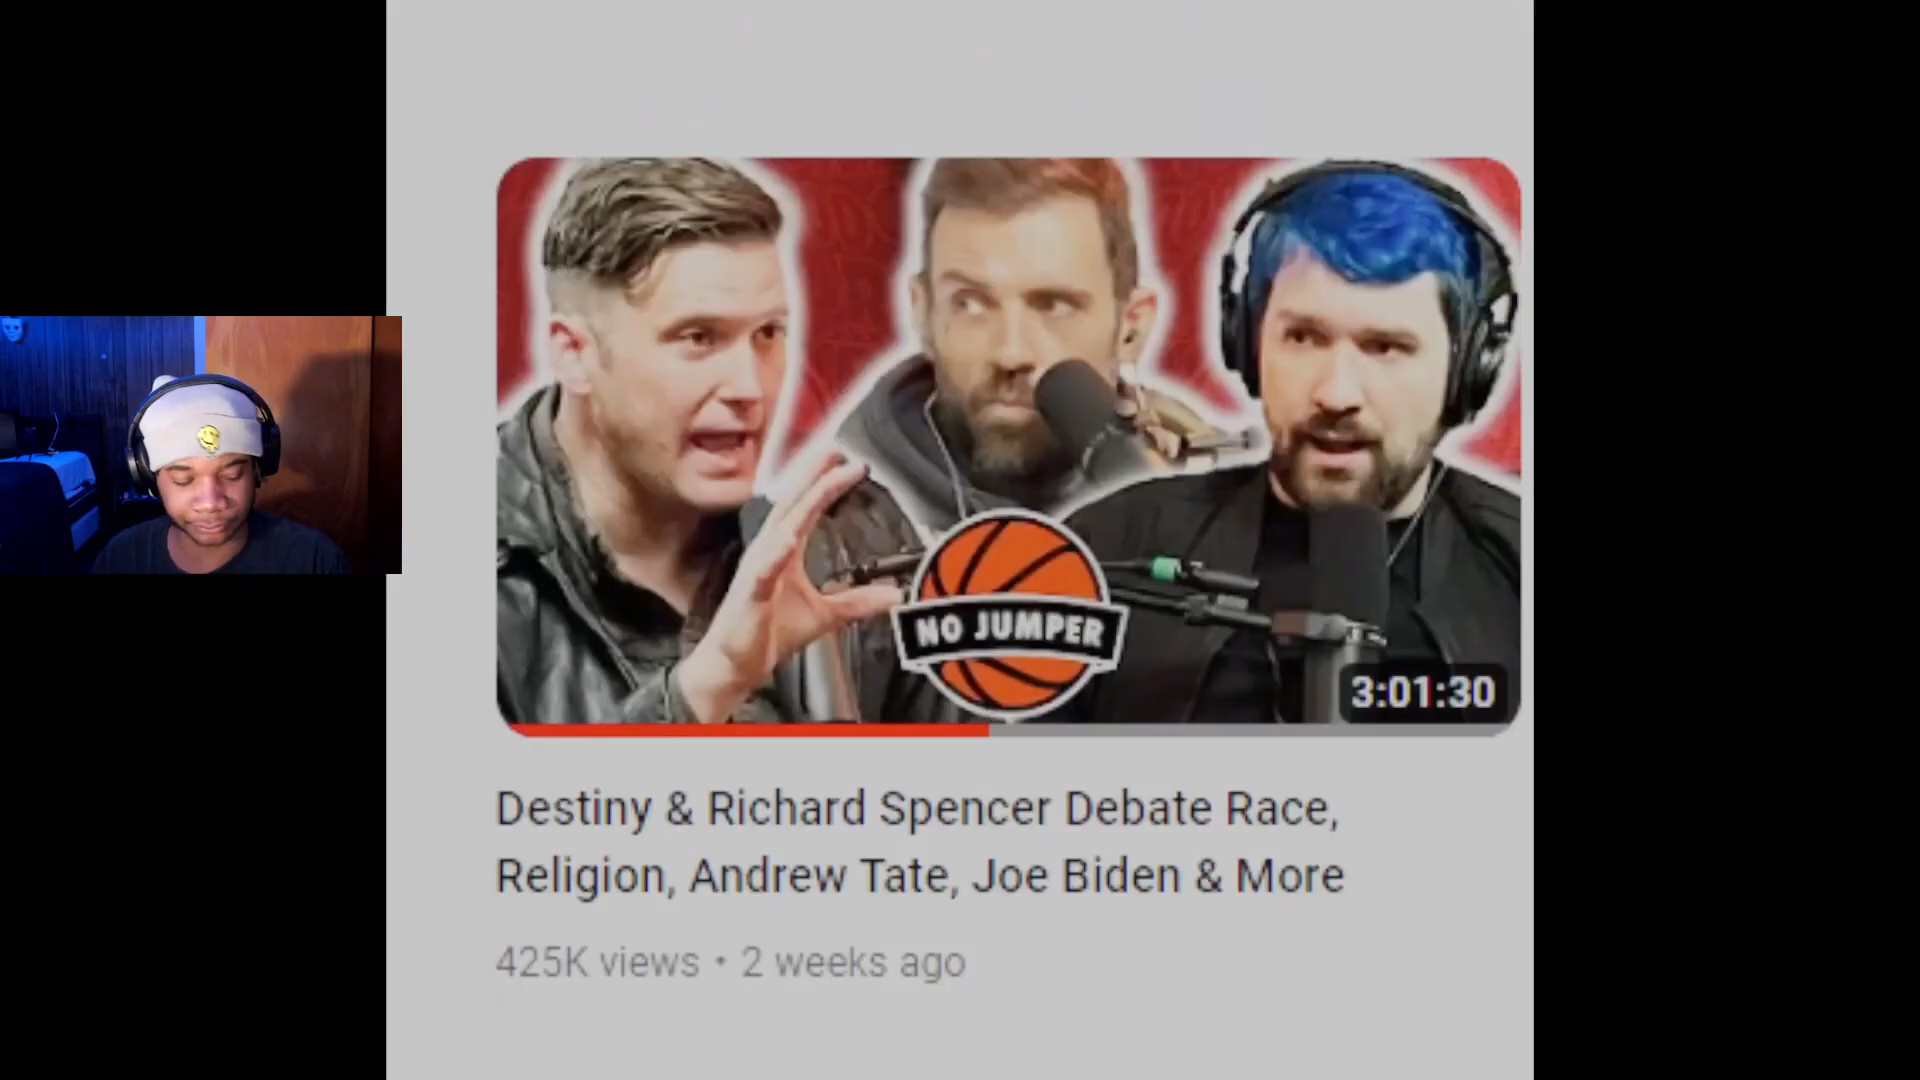 NO JUMPER
3:01:30
Destiny & Richard Spencer Debate Race,
Religion, Andrew Tate, Joe Biden & More
425K views • 2 weeks ago